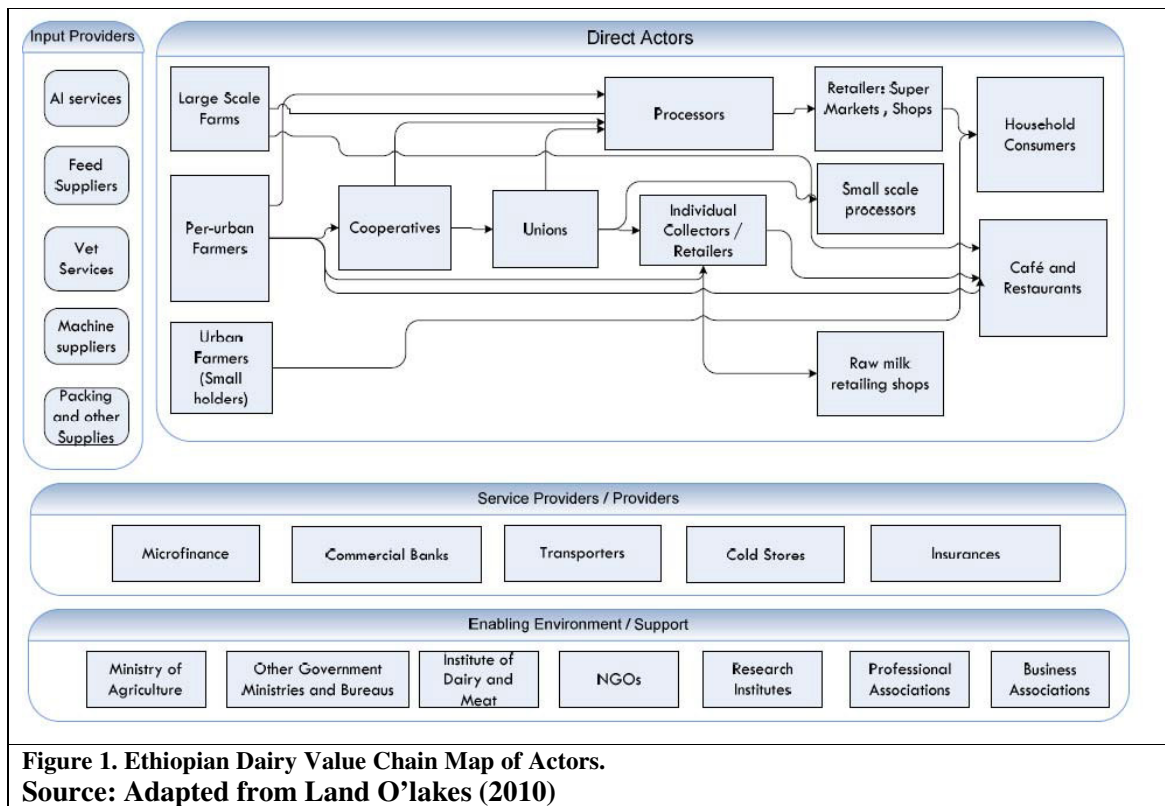 Input Providers
AI services
Feed
Suppliers
Vet
Services
Machine
suppliers
Packing
and other
Supplies
Direct Actors
Large Scale
Farms
Per-urban
Farmers
Urban
Farmers
(Small
holders)
Cooperatives
Unions
Processors
Individual
Collectors /
Retailers
Retailer: Super
Markets , Shops
Small scale
processors
Raw milk
retailing shops
Household
Consumers
Café and
Restaurants
Service Providers / Providers
Microfinance
Commercial Banks
Transporters
Cold Stores
Insurances
Enabling Environment / Support
Ministry of
Agriculture
Other Government
Ministries and Bureaus
Institute of
Dairy and
Meat
NGOs
Research
Institutes
Professional
Associations
Business
Associations
Figure 1. Ethiopian Dairy Value Chain Map of Actors.
Source: Adapted from Land O’lakes (2010)